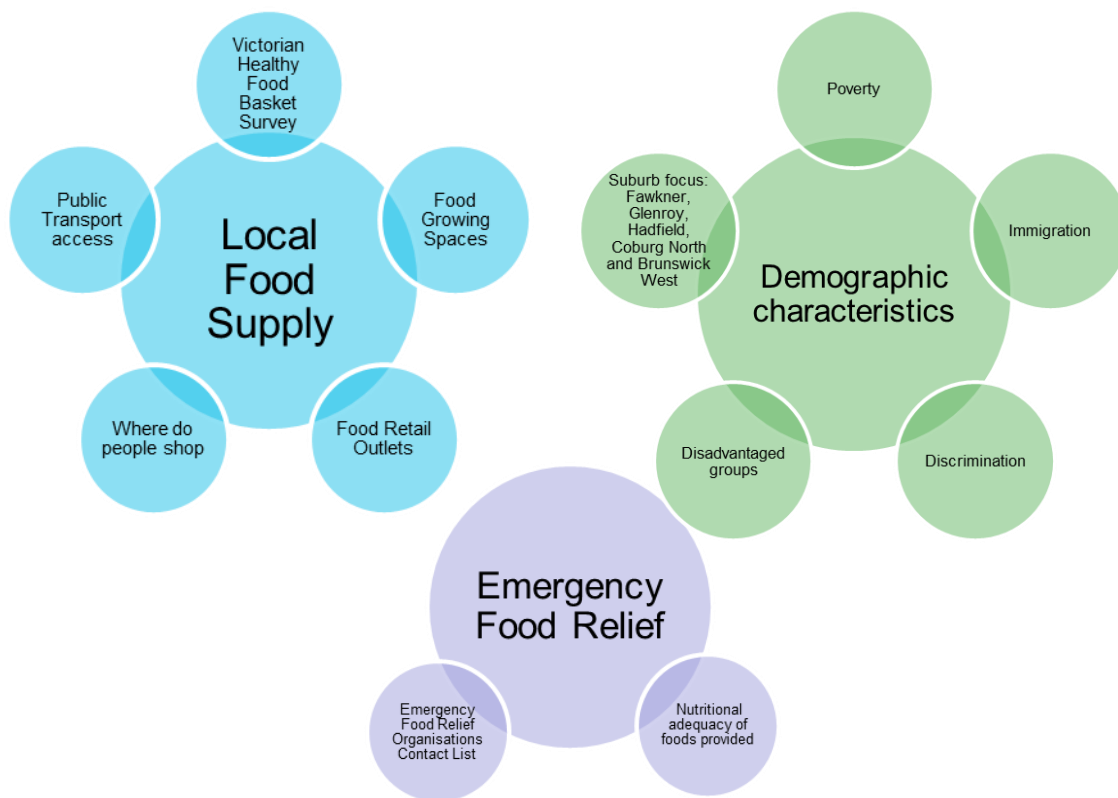 Victorian
Healthy
Food
Basket
Survey
Public
Transport
access
Food
Growing
Spaces
Local
Food
Supply
Where do
people shop
Food Retail
Outlets
Poverty
Suburb focus:
Fawkner,
Glenroy,
Hadfield,
Coburg North
and Brunswick
West
Immigration
Demographic
characteristics
Disadvantaged
groups
Discrimination
Emergency
Food Relief
Emergency
Food Relief
Organisations
Contact List
Nutritional
adequacy of
foods provided